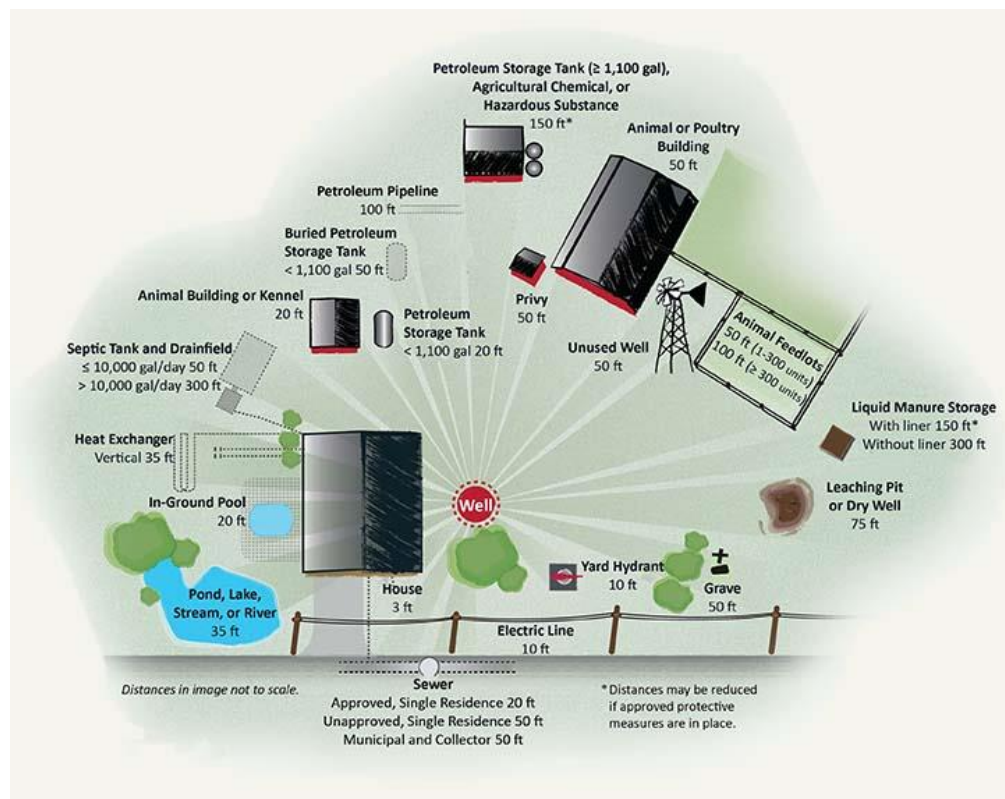 Petroleum Storage Tank (≥ 1,100 gal),
Agricultural Chemical, or
Hazardous Substance
150 ft*
Animal or Poultry
Building
50 ft
Petroleum Pipeline
100 ft
Buried Petroleum
Storage Tank
< 1,100 gal 50 ft
Privy
50 ft
Animal Building or Kennel
20 ft
Petroleum
Storage Tank
< 1,100 gal 20 ft
Unused Well
50 ft
Animal Feedlots
50 ft (1-300 units)
100 ft (≥ 300 units)
Septic Tank and Drainfield
≤ 10,000 gal/day 50 ft
> 10,000 gal/day 300 ft
Liquid Manure Storage
With liner 150 ft*
Without liner 300 ft
Heat Exchanger
Vertical 35 ft
In-Ground Pool
20 ft
Well
Leaching Pit
or Dry Well
75 ft
Pond, Lake,
Stream, or River
35 ft
House
3 ft
Yard Hydrant
10 ft
Grave
50 ft
Electric Line
10 ft
Distances in image not to scale.
Sewer
Approved, Single Residence 20 ft
Unapproved, Single Residence 50 ft
Municipal and Collector 50 ft
*Distances may be reduced
if approved protective
measures are in place.